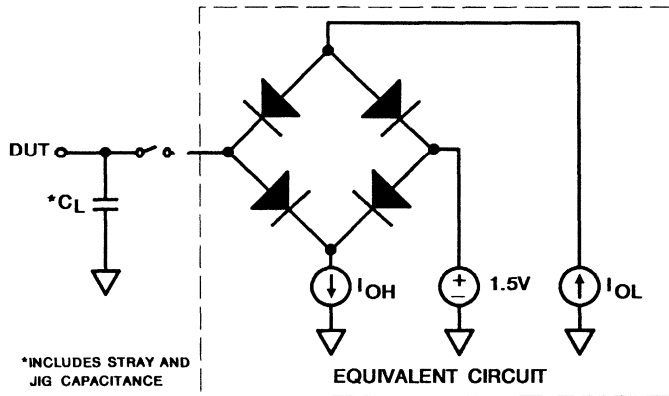 DUT
*CL
IOH
+
−
1.5V
IOL
*INCLUDES STRAY AND
JIG CAPACITANCE
EQUIVALENT CIRCUIT